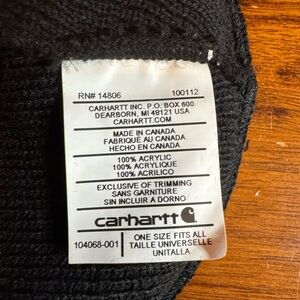 RN# 14806 100112
CARHARTT INC. P.O. BOX 600
DEARBORN, MI 48121 USA
CARHARTT.COM
MADE IN CANADA
FABRIQUÉ AU CANADA
HECHO EN CANADA
100% ACRYLIC
100% ACRYLIQUE
100% ACRILICO
EXCLUSIVE OF TRIMMING
SANS GARNITURE
SIN INCLUIR A DORNO
carhartt
104068-001
ONE SIZE FITS ALL
TAILLE UNIVERSELLE
UNITALLA